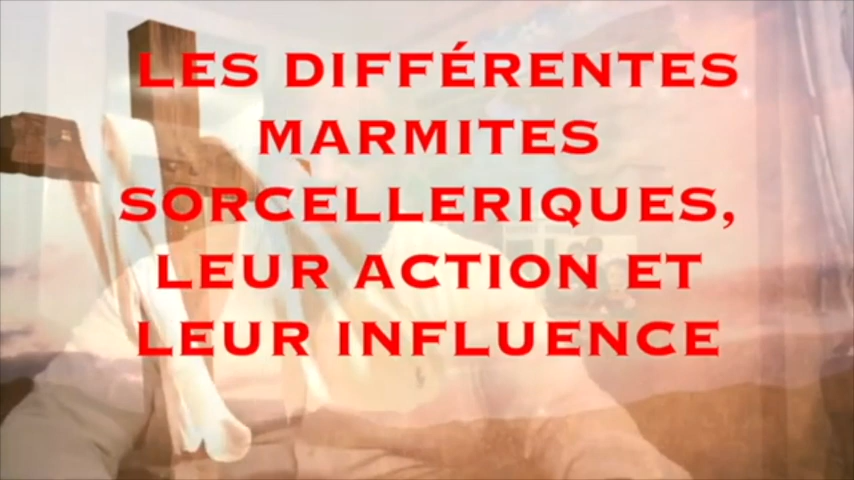 LES DIFFÉRENTES
MARMITES
SORCELLERIQUES,
LEUR ACTION ET
LEUR INFLUENCE